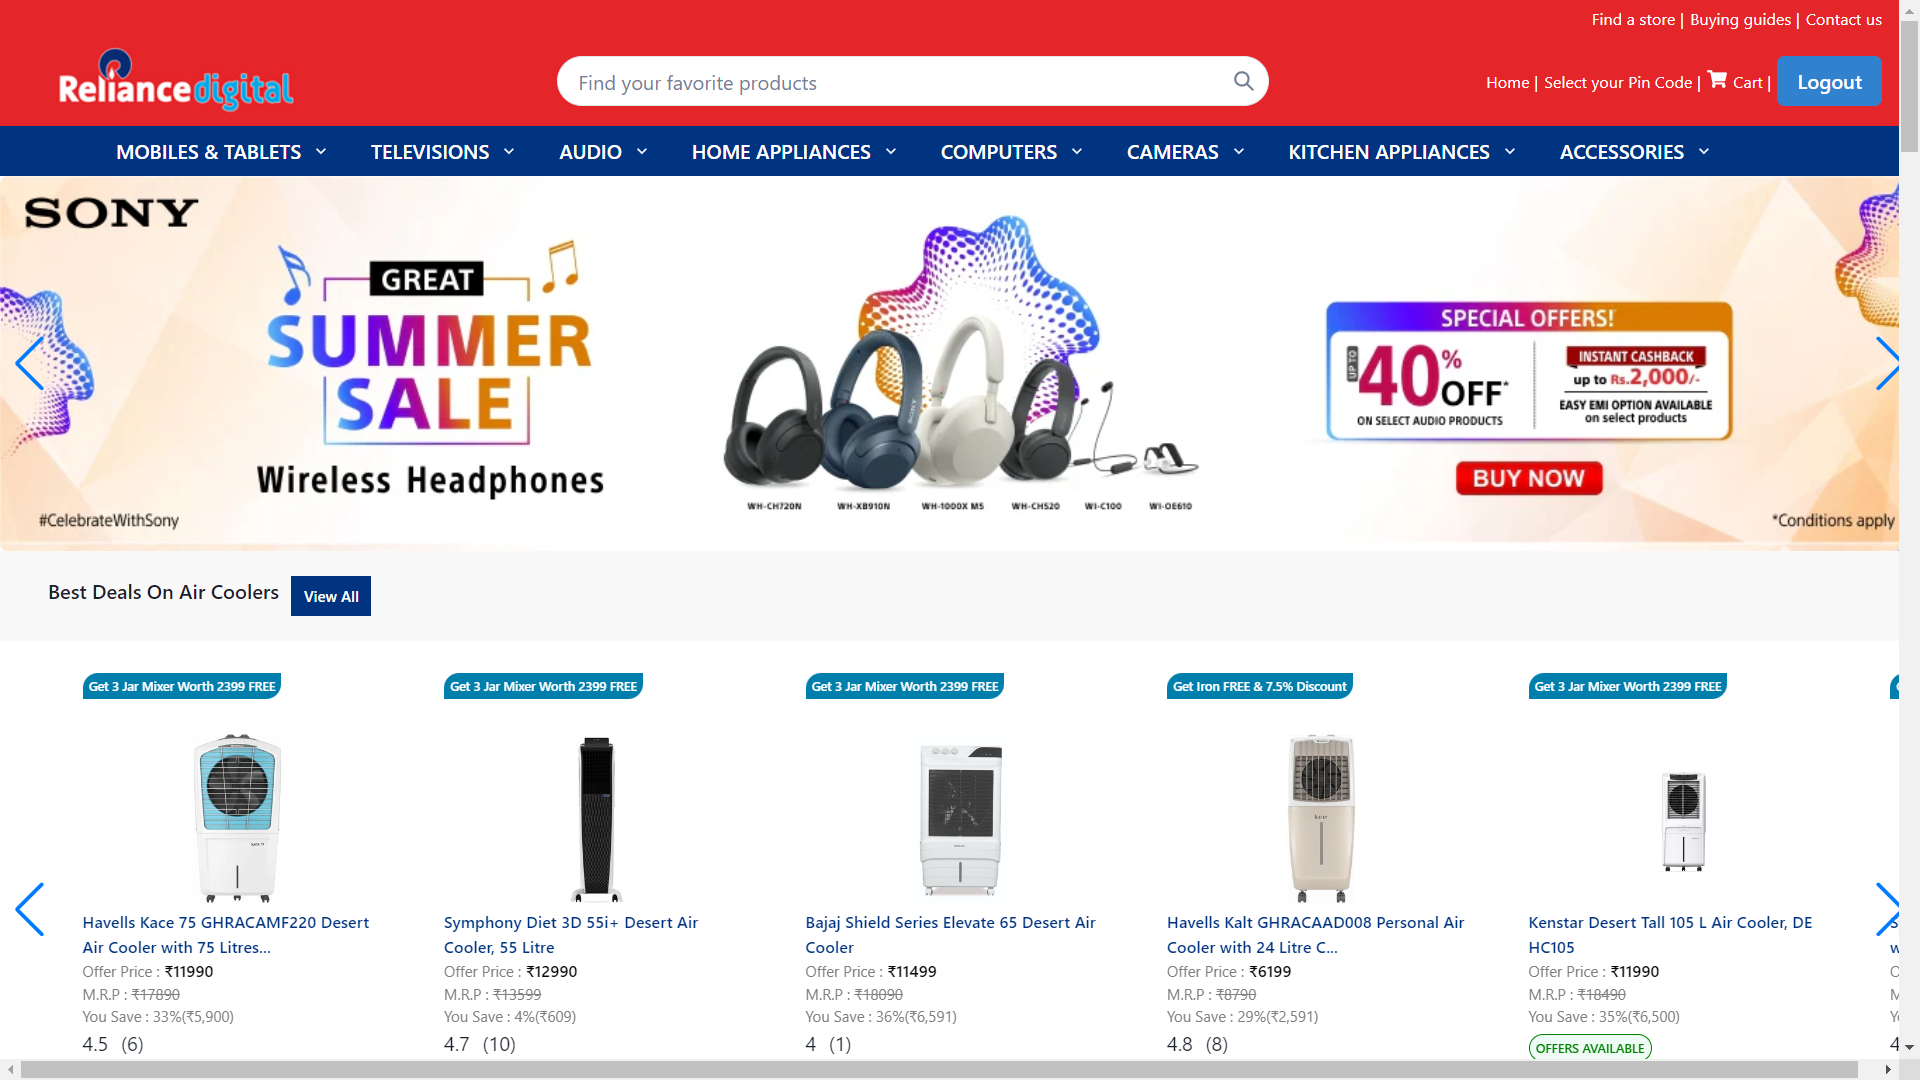 Find a store | Buying guides | Contact us
Reliancedigital
Find your favorite products
Home | Select your Pin Code | Cart | Logout
MOBILES & TABLETS TELEVISIONS AUDIO HOME APPLIANCES COMPUTERS CAMERAS KITCHEN APPLIANCES ACCESSORIES
SONY
GREAT
SUMMER
SALE
Wireless Headphones
#CelebrateWithSony
WH-CH720N WH-XB910N WH-1000X M5 WH-CH520 WI-C100 WI-OE610
SPECIAL OFFERS!
UP TO 40% OFF*
ON SELECT AUDIO PRODUCTS
INSTANT CASHBACK
up to Rs.2,000/-
EASY EMI OPTION AVAILABLE
on select products
BUY NOW
*Conditions apply
Best Deals On Air Coolers View All
Get 3 Jar Mixer Worth 2399 FREE
Havells Kace 75 GHRACAMF220 Desert
Air Cooler with 75 Litres...
Offer Price : ₹11990
M.R.P : ₹17890
You Save : 33%(₹5,900)
4.5 (6)
Get 3 Jar Mixer Worth 2399 FREE
Symphony Diet 3D 55i+ Desert Air
Cooler, 55 Litre
Offer Price : ₹12990
M.R.P : ₹13599
You Save : 4%(₹609)
4.7 (10)
Get 3 Jar Mixer Worth 2399 FREE
Bajaj Shield Series Elevate 65 Desert Air
Cooler
Offer Price : ₹11499
M.R.P : ₹18090
You Save : 36%(₹6,591)
4 (1)
Get Iron FREE & 7.5% Discount
Havells Kalt GHRACAAD008 Personal Air
Cooler with 24 Litre C...
Offer Price : ₹6199
M.R.P : ₹8790
You Save : 29%(₹2,591)
4.8 (8)
Get 3 Jar Mixer Worth 2399 FREE
Kenstar Desert Tall 105 L Air Cooler, DE
HC105
Offer Price : ₹11990
M.R.P : ₹18490
You Save : 35%(₹6,500)
OFFERS AVAILABLE